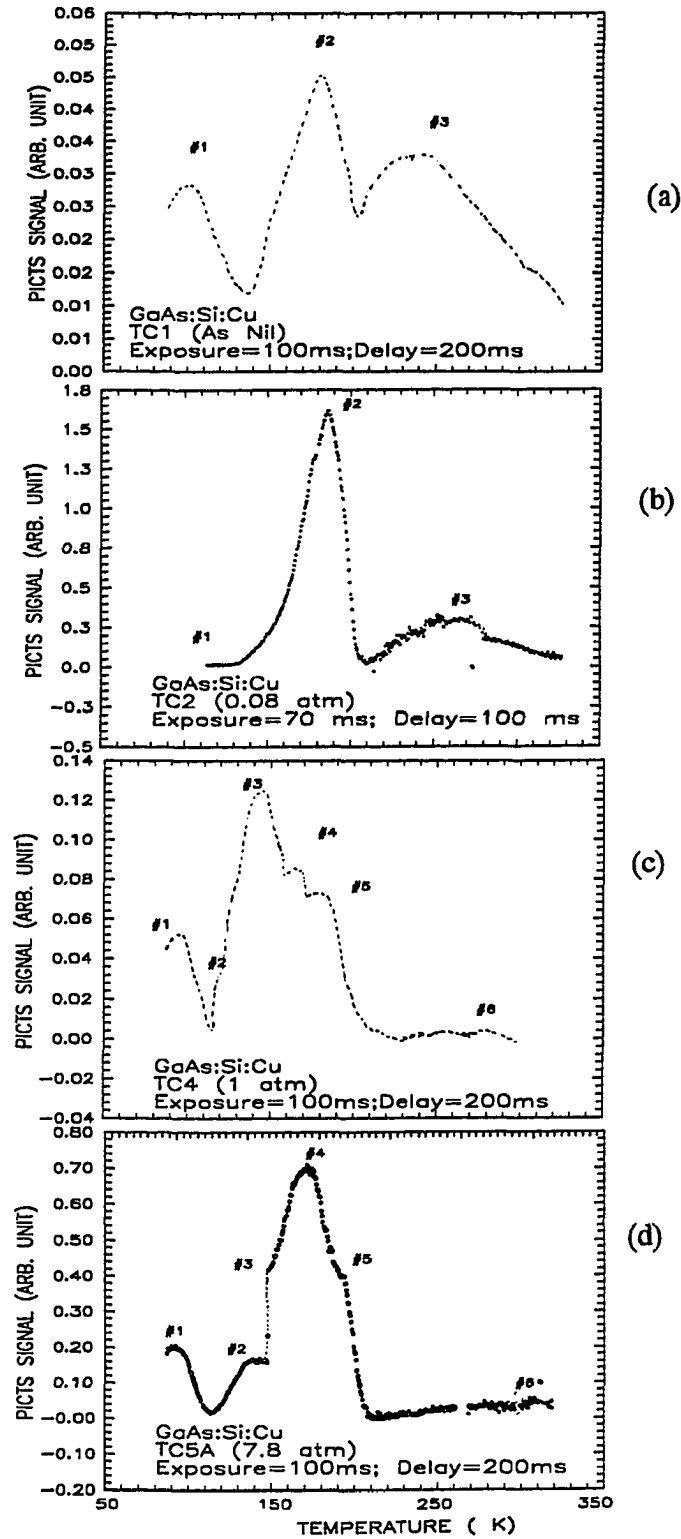 PICTS SIGNAL (ARB. UNIT)
0.06
0.05
0.05
0.04
0.04
0.03
0.03
0.02
0.02
0.01
0.01
0.00
#1
#2
#3
GaAs:Si:Cu
TC1 (As Nil)
Exposure=100ms;Delay=200ms
(a)
PICTS SIGNAL (ARB. UNIT)
1.8
1.5
1.3
1.0
0.8
0.5
0.3
0.0
−0.3
−0.5
#1
#2
#3
GaAs:Si:Cu
TC2 (0.08 atm)
Exposure=70 ms; Delay=100 ms
(b)
PICTS SIGNAL (ARB. UNIT)
0.14
0.12
0.10
0.08
0.06
0.04
0.02
0.00
−0.02
−0.04
#1
#2
#3
#4
#5
#6
GaAs:Si:Cu
TC4 (1 atm)
Exposure=100ms;Delay=200ms
(c)
PICTS SIGNAL (ARB. UNIT)
0.80
0.70
0.60
0.50
0.40
0.30
0.20
0.10
−0.00
−0.10
−0.20
#1
#2
#3
#4
#5
#6
GaAs:Si:Cu
TC5A (7.8 atm)
Exposure=100ms; Delay=200ms
(d)
50 150 250 350
TEMPERATURE ( K)